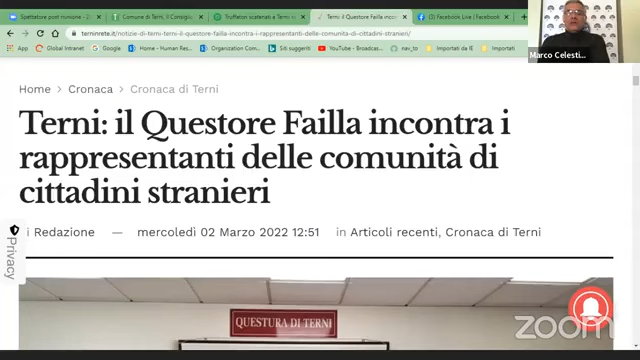 Spettatore post riunione - 2
Comune di Terni, il Consiglio
Truffatori scatenati a Terni
Terni: il Questore Failla incont
Facebook Live | Facebook
terninrete.it/notizie-di-terni-terni-il-questore-failla-incontra-i-rappresentanti-delle-comunita-di-cittadini-stranieri/
App
Global Intranet
Google
Home - Human Res...
Organization Com...
Siti suggeriti
YouTube - Broadcas...
nav_to
Importati da IE
Importati
Marco Celesti...
Home > Cronaca > Cronaca di Terni
Terni: il Questore Failla incontra i
rappresentanti delle comunità di
cittadini stranieri
i Redazione — mercoledì 02 Marzo 2022 12:51 in Articoli recenti, Cronaca di Terni
Privacy
QUESTURA DI TERNI
zoom